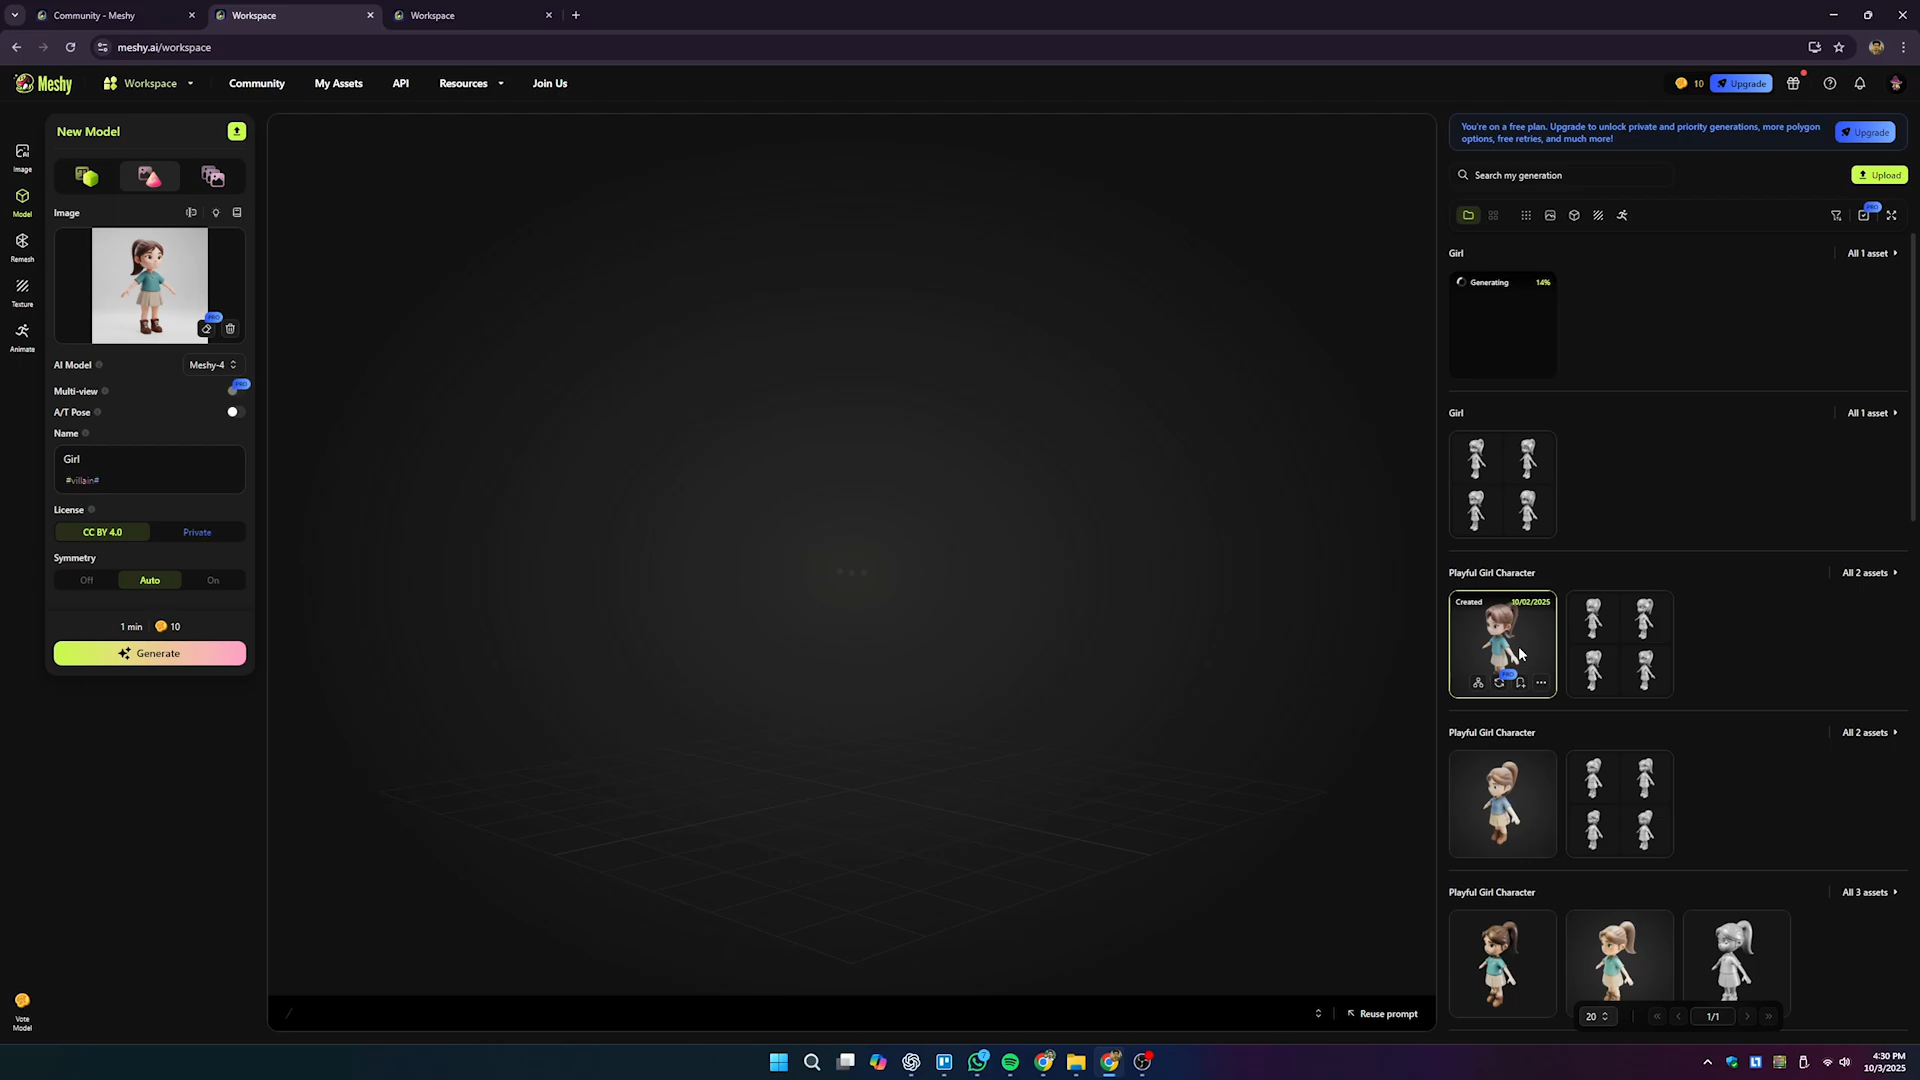 Community - Meshy
Workspace
Workspace
meshy.ai/workspace
Meshy
Workspace
Community
My Assets
API
Resources
Join Us
10
Upgrade
New Model
Image
Model
Remesh
Texture
Animate
Vote
Model
Image
PRO
AI Model
Meshy-4
Multi-view
PRO
A/T Pose
Name
Girl
#villain#
License
CC BY 4.0
Private
Symmetry
Off
Auto
On
1 min
10
Generate
/
Reuse prompt
You're on a free plan. Upgrade to unlock private and priority generations, more polygon
options, free retries, and much more!
Upgrade
Search my generation
Upload
PRO
Girl
All 1 asset
Generating
14%
Girl
All 1 asset
Playful Girl Character
All 2 assets
Created
10/02/2025
PRO
Playful Girl Character
All 2 assets
Playful Girl Character
All 3 assets
20
1/1
7
4:30 PM
10/3/2025